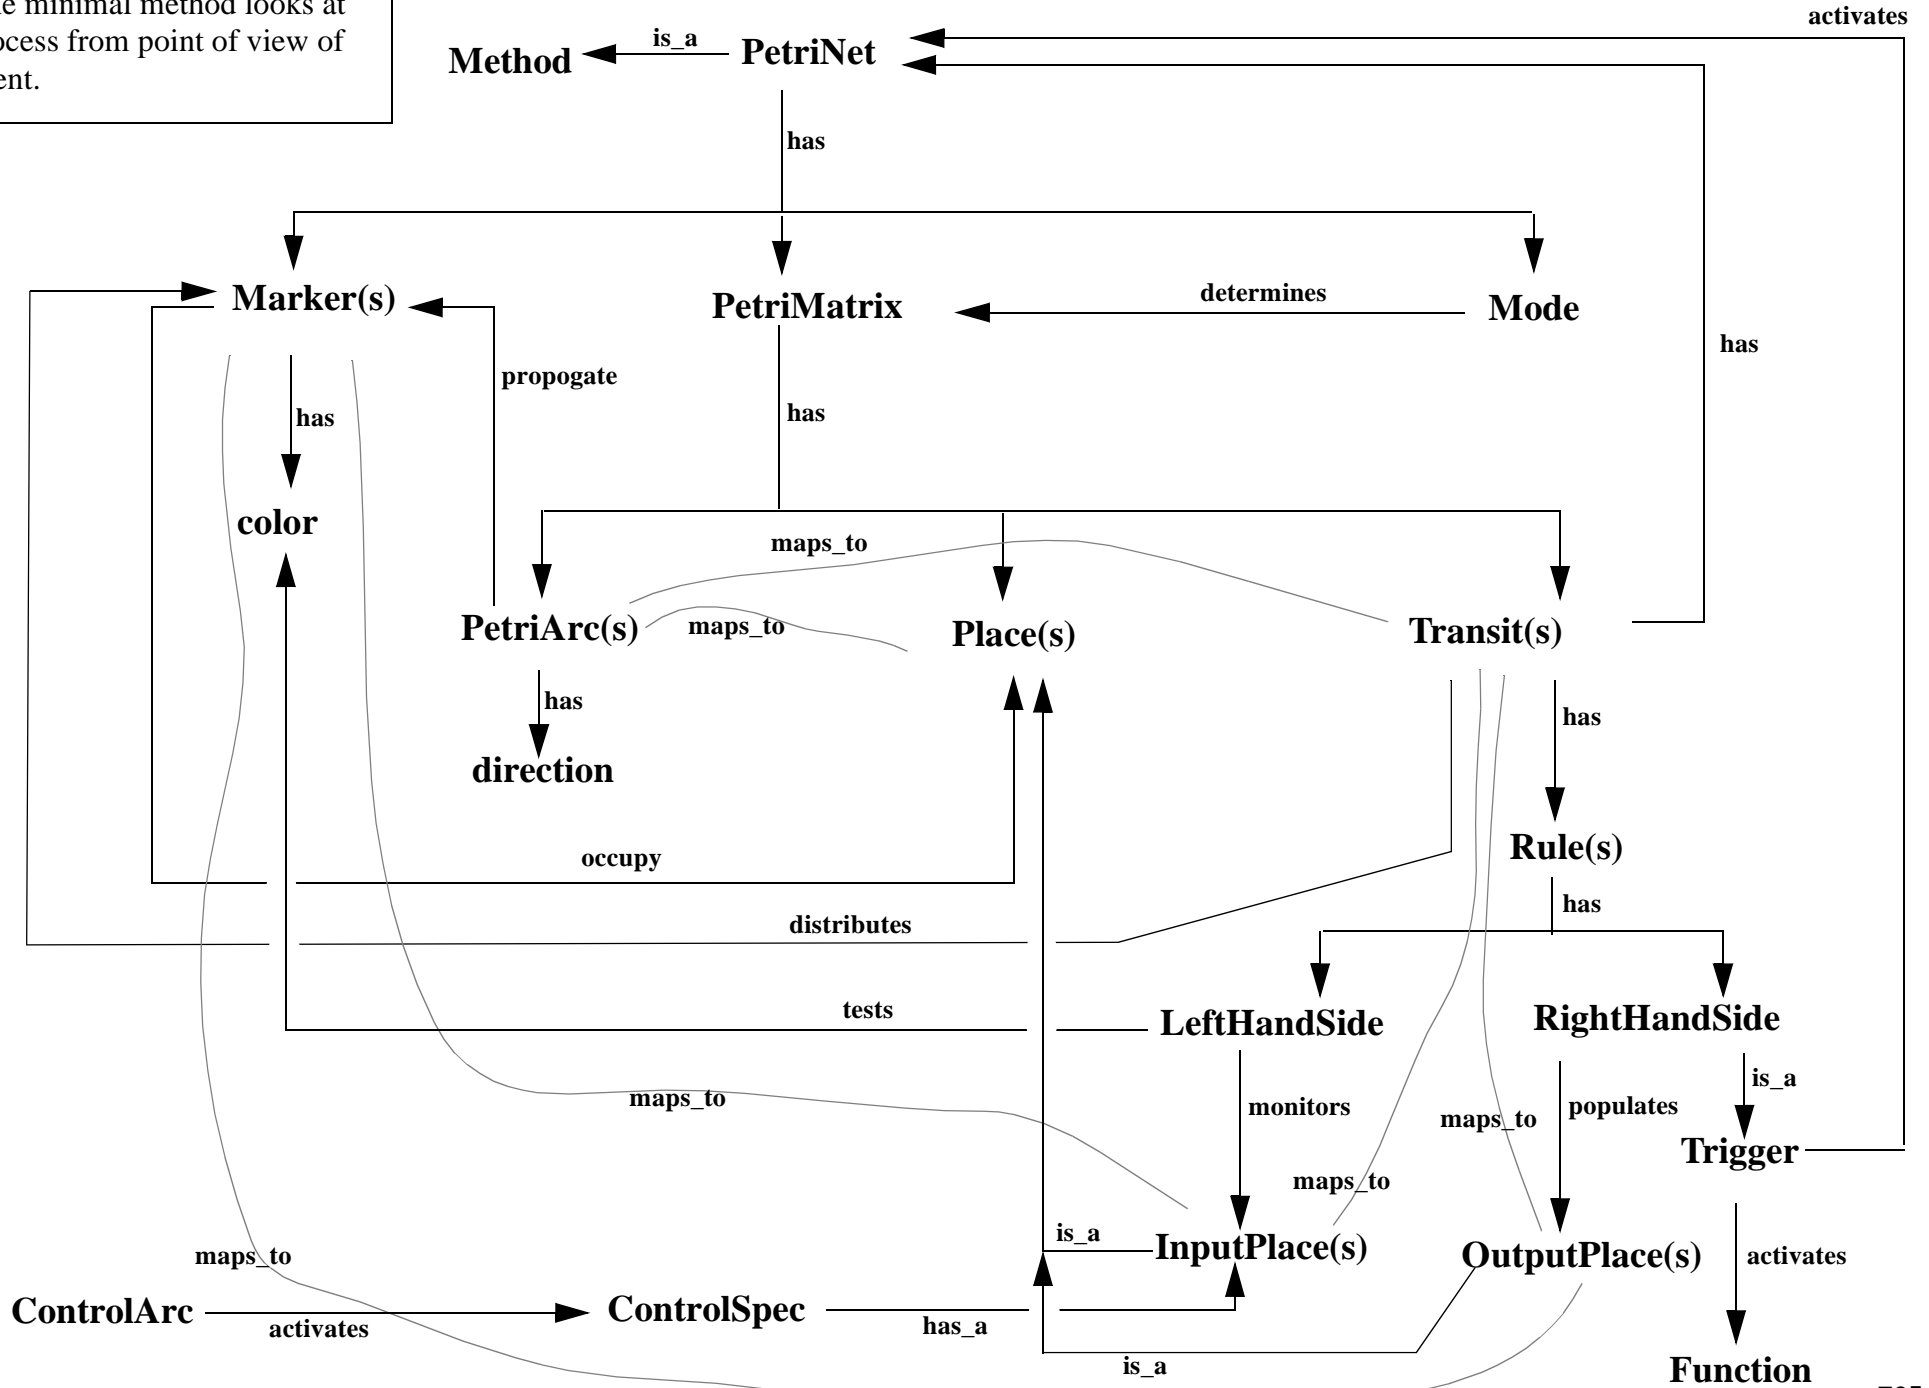 minimal method looks at
from point of view of
activates
Method
is_a
PetriNet
has
Marker(s)
PetriMatrix
determines
Mode
has
propogate
has
has
color
maps_to
PetriArc(s)
maps_to
Place(s)
Transit(s)
has
has
direction
Rule(s)
occupy
has
distributes
tests
LeftHandSide
RightHandSide
is_a
maps_to
monitors
maps_to
populates
Trigger
maps_to
is_a
InputPlace(s)
OutputPlace(s)
activates
maps_to
ControlArc
activates
ControlSpec
has_a
is_a
Function